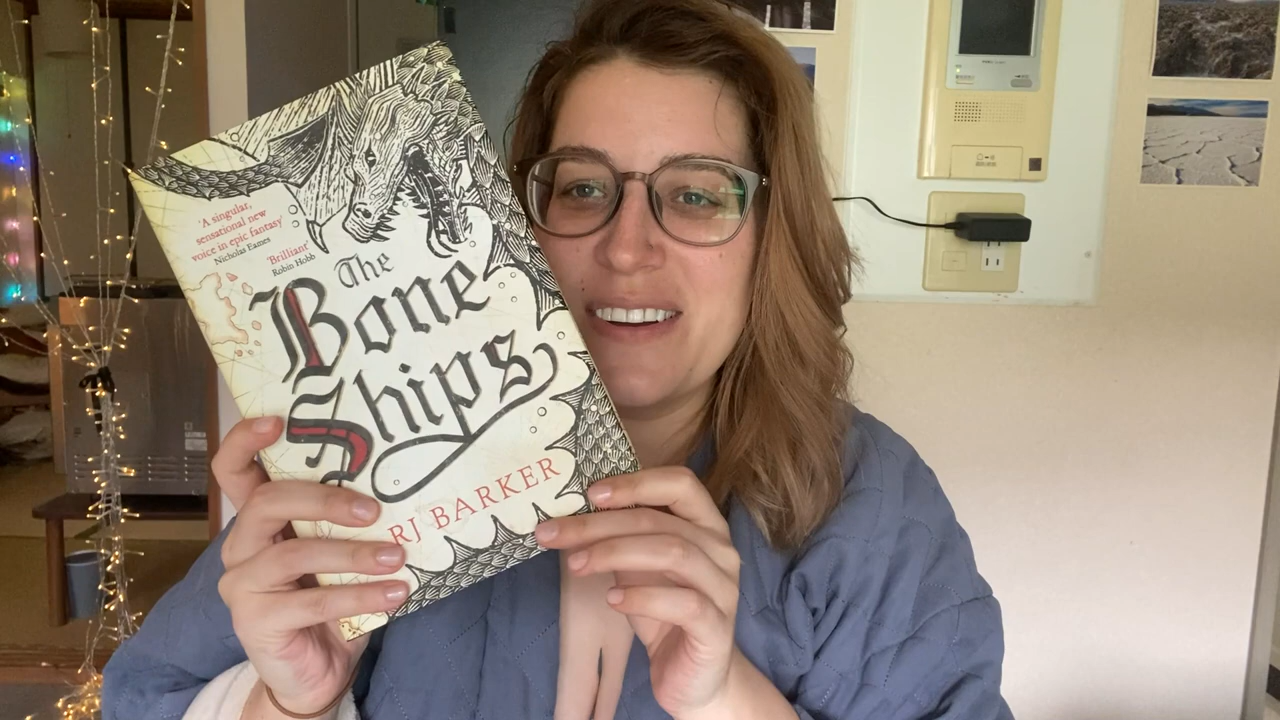 'A singular,
sensational new
voice in epic fantasy'
Nicholas Eames
'Brilliant'
Robin Hobb
The
Bone
Ships
RJ BARKER